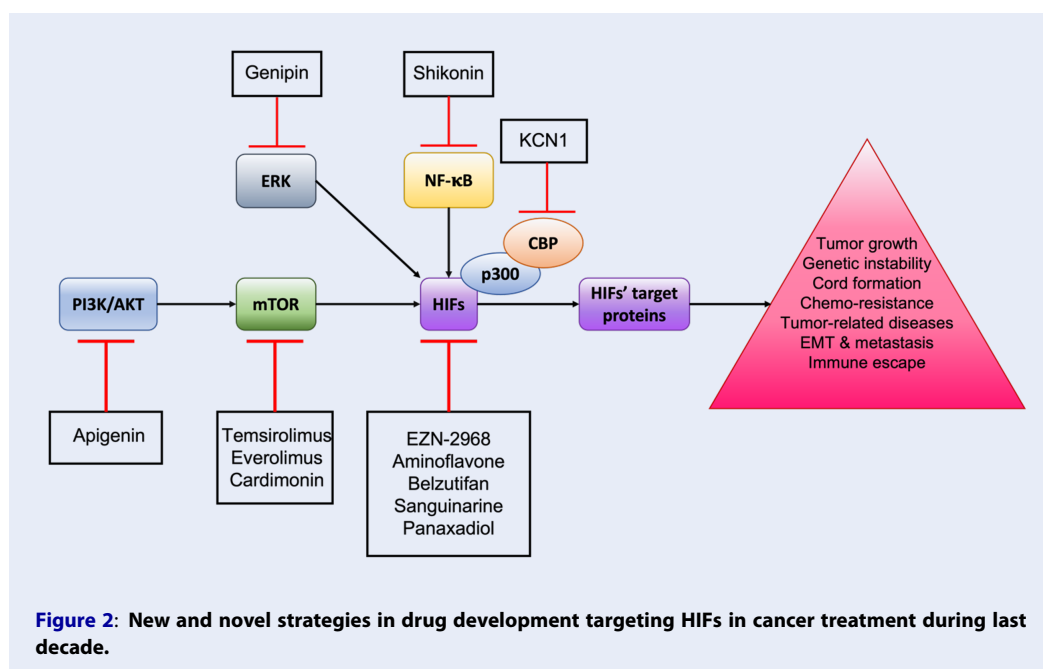 Genipin
Shikonin
KCN1
ERK
NF-κB
CBP
p300
PI3K/AKT
mTOR
HIFs
HIFs’ target
proteins
Tumor growth
Genetic instability
Cord formation
Chemo-resistance
Tumor-related diseases
EMT & metastasis
Immune escape
Apigenin
Temsirolimus
Everolimus
Cardimonin
EZN-2968
Aminoflavone
Belzutifan
Sanguinarine
Panaxadiol
Figure 2: New and novel strategies in drug development targeting HIFs in cancer treatment during last
decade.